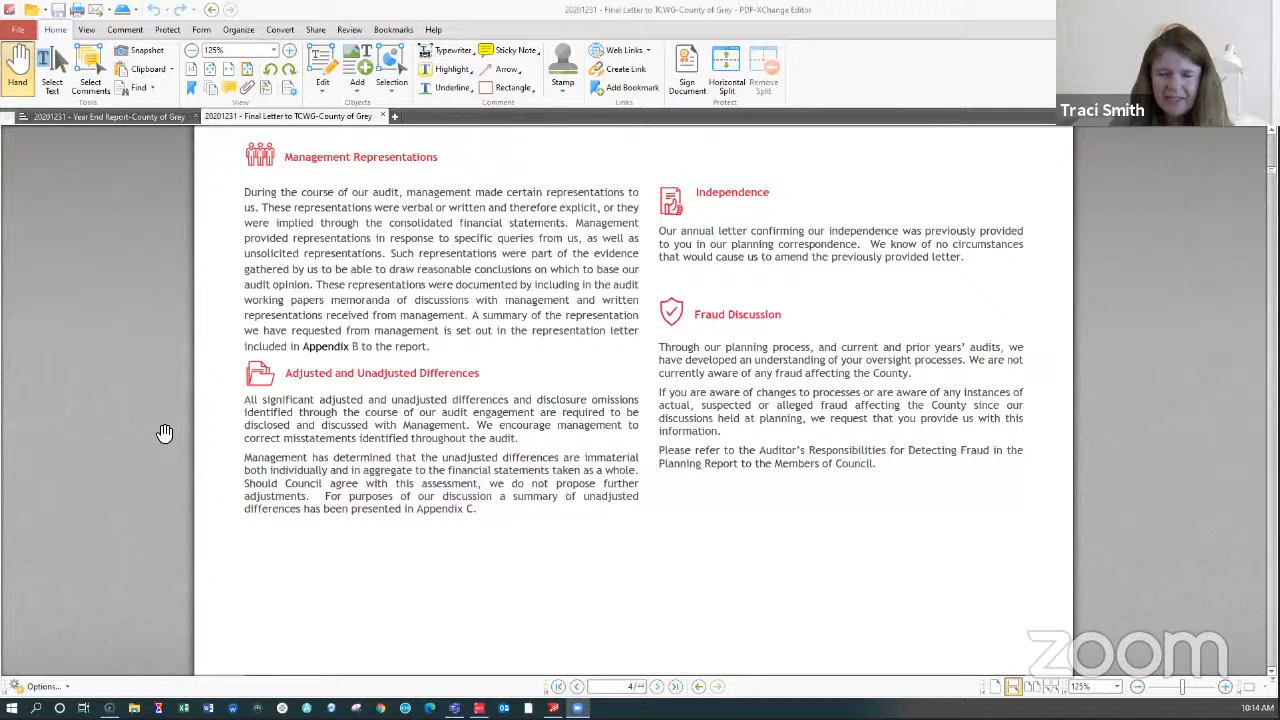 20201231 - Final Letter to TCWG-County of Grey - PDF-XChange Editor
File Home View Comment Protect Form Organize Convert Share Review Bookmarks Help
Hand
Select Text
Select Comments
Snapshot
Clipboard
Find
Tools
125%
View
Edit
Add
Selection
Objects
Typewriter
Highlight
Underline
Sticky Note
Arrow
Rectangle
Stamp
Comment
Web Links
Create Link
Add Bookmark
Links
Sign Document
Horizontal Split
Remove Split
Protect
Traci Smith
20201231 - Year End Report-County of Grey
20201231 - Final Letter to TCWG-County of Grey
Management Representations
During the course of our audit, management made certain representations to
us. These representations were verbal or written and therefore explicit, or they
were implied through the consolidated financial statements. Management
provided representations in response to specific queries from us, as well as
unsolicited representations. Such representations were part of the evidence
gathered by us to be able to draw reasonable conclusions on which to base our
audit opinion. These representations were documented by including in the audit
working papers memoranda of discussions with management and written
representations received from management. A summary of the representation
we have requested from management is set out in the representation letter
included in Appendix B to the report.
Adjusted and Unadjusted Differences
All significant adjusted and unadjusted differences and disclosure omissions
identified through the course of our audit engagement are required to be
disclosed and discussed with Management. We encourage management to
correct misstatements identified throughout the audit.
Management has determined that the unadjusted differences are immaterial
both individually and in aggregate to the financial statements taken as a whole.
Should Council agree with this assessment, we do not propose further
adjustments. For purposes of our discussion a summary of unadjusted
differences has been presented in Appendix C.
Independence
Our annual letter confirming our independence was previously provided
to you in our planning correspondence. We know of no circumstances
that would cause us to amend the previously provided letter.
Fraud Discussion
Through our planning process, and current and prior years' audits, we
have developed an understanding of your oversight processes. We are not
currently aware of any fraud affecting the County.
If you are aware of changes to processes or are aware of any instances of
actual, suspected or alleged fraud affecting the County since our
discussions held at planning, we request that you provide us with this
information.
Please refer to the Auditor's Responsibilities for Detecting Fraud in the
Planning Report to the Members of Council.
zoom
Options...
125%
10:14 AM